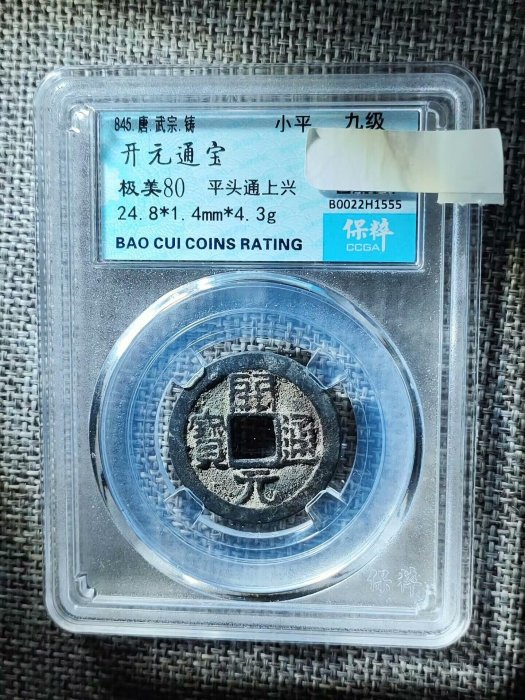 845.唐.武宗.铸 小平 九级
开元通宝
极美80 平头通上兴
B0022H1555
24.8*1.4mm*4.3g
保粹
CCGA
BAO CUI COINS RATING
開
寶 通
元
保粹